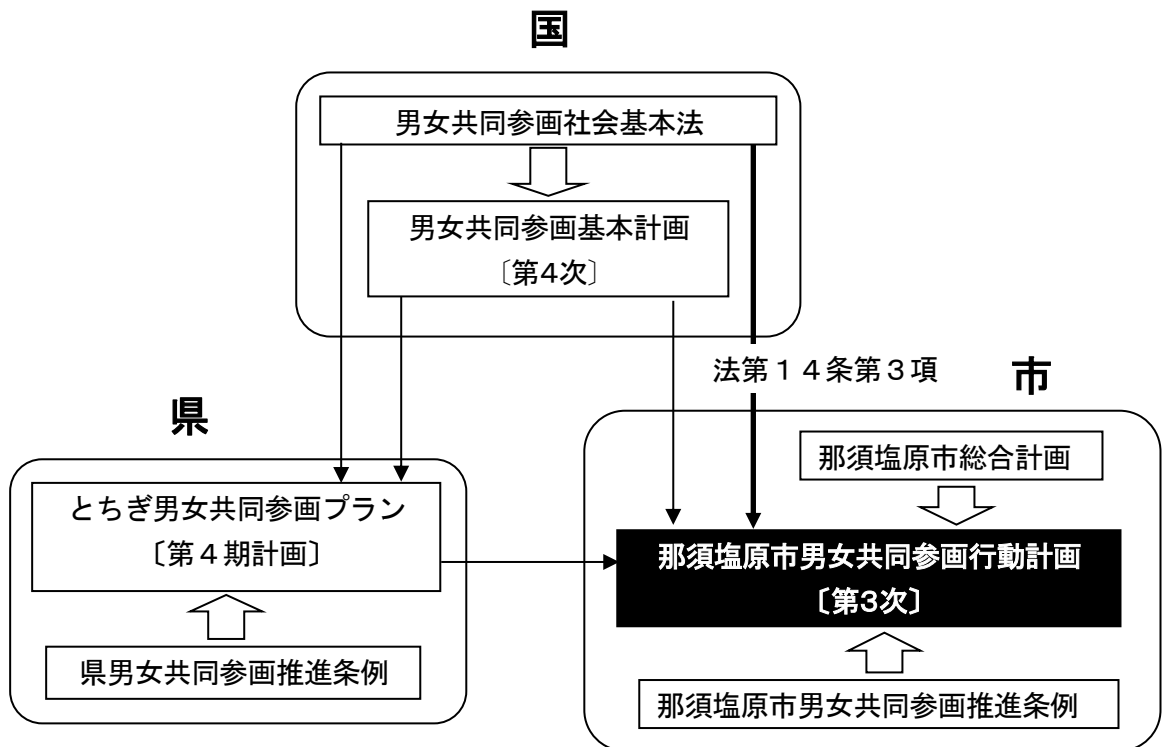 国
男女共同参画社会基本法
男女共同参画基本計画
〔第4次〕
法第１４条第３項
市
県
那須塩原市総合計画
とちぎ男女共同参画プラン
〔第４期計画〕
那須塩原市男女共同参画行動計画
〔第3次〕
県男女共同参画推進条例
那須塩原市男女共同参画推進条例